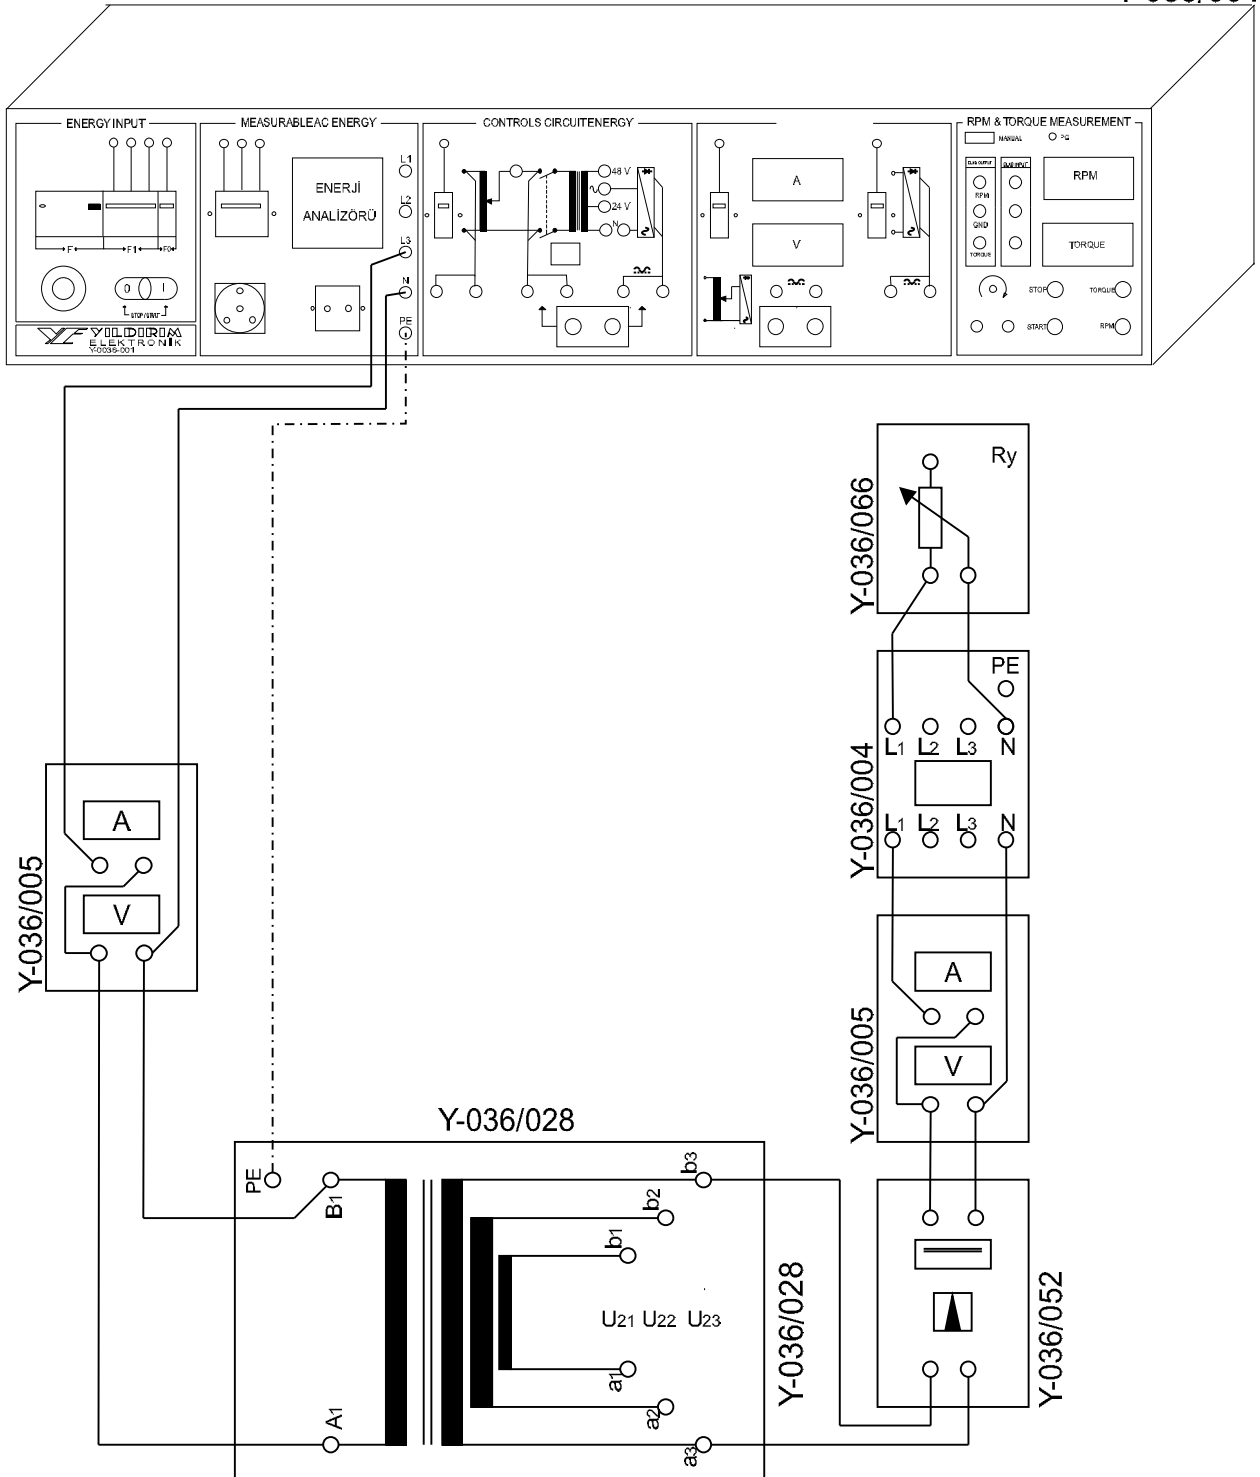 ENERGY INPUT
MEASURABLEAC ENERGY
CONTROLS CIRCUITENERGY
RPM & TORQUE MEASUREMENT
MANUAL
PC
L1
L2
L3
N
PE
ENERJİ
ANALİZÖRÜ
48 V
24 V
N
A
V
RPM
GND
TORQUE
RPM
TORQUE
F
F1
0
I
STOP
TORQUE
START
RPM
YILDIRIM
ELEKTRONİK
Y-0036-001
Ry
Y-036/066
PE
L1 L2 L3 N
Y-036/004
L1 L2 L3 N
A
V
Y-036/005
A
V
Y-036/005
Y-036/028
PE
B1
A1
b3
b2
b1
U21 U22 U23
a1
a2
a3
Y-036/028
Y-036/052